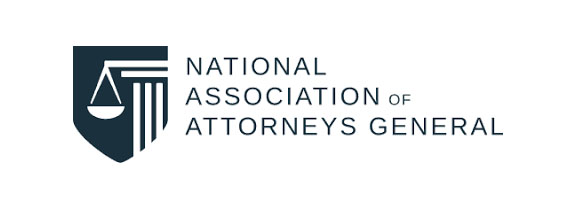 NATIONAL
ASSOCIATION OF
ATTORNEYS GENERAL